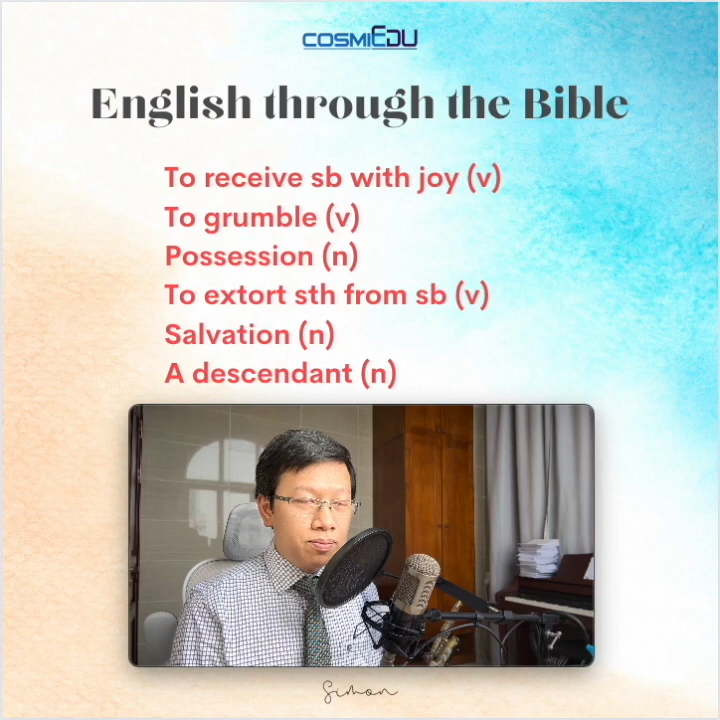 COSMIEDU
English through the Bible
To receive sb with joy (v)
To grumble (v)
Possession (n)
To extort sth from sb (v)
Salvation (n)
A descendant (n)
Simon